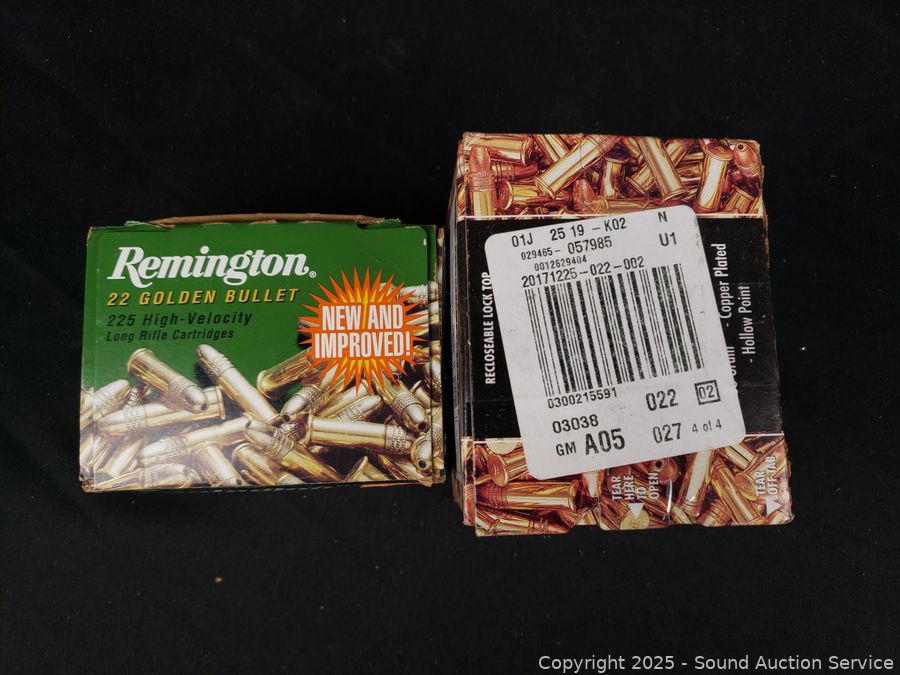 Remington®
22 GOLDEN BULLET
225 High-Velocity
Long Rifle Cartridges
NEW AND
IMPROVED!
01J 25 19 -K02 N
029465- 057985 U1
0012629404
20171225-022-002
0300215591
03038 022 02
GM A05 027 4 of 4
RECLOSEABLE LOCK TOP
- Copper Plated
- Hollow Point
TEAR
HERE
TO
OPEN
TEAR
OFF TAB
Copyright © 2025 - Sound Auction Service